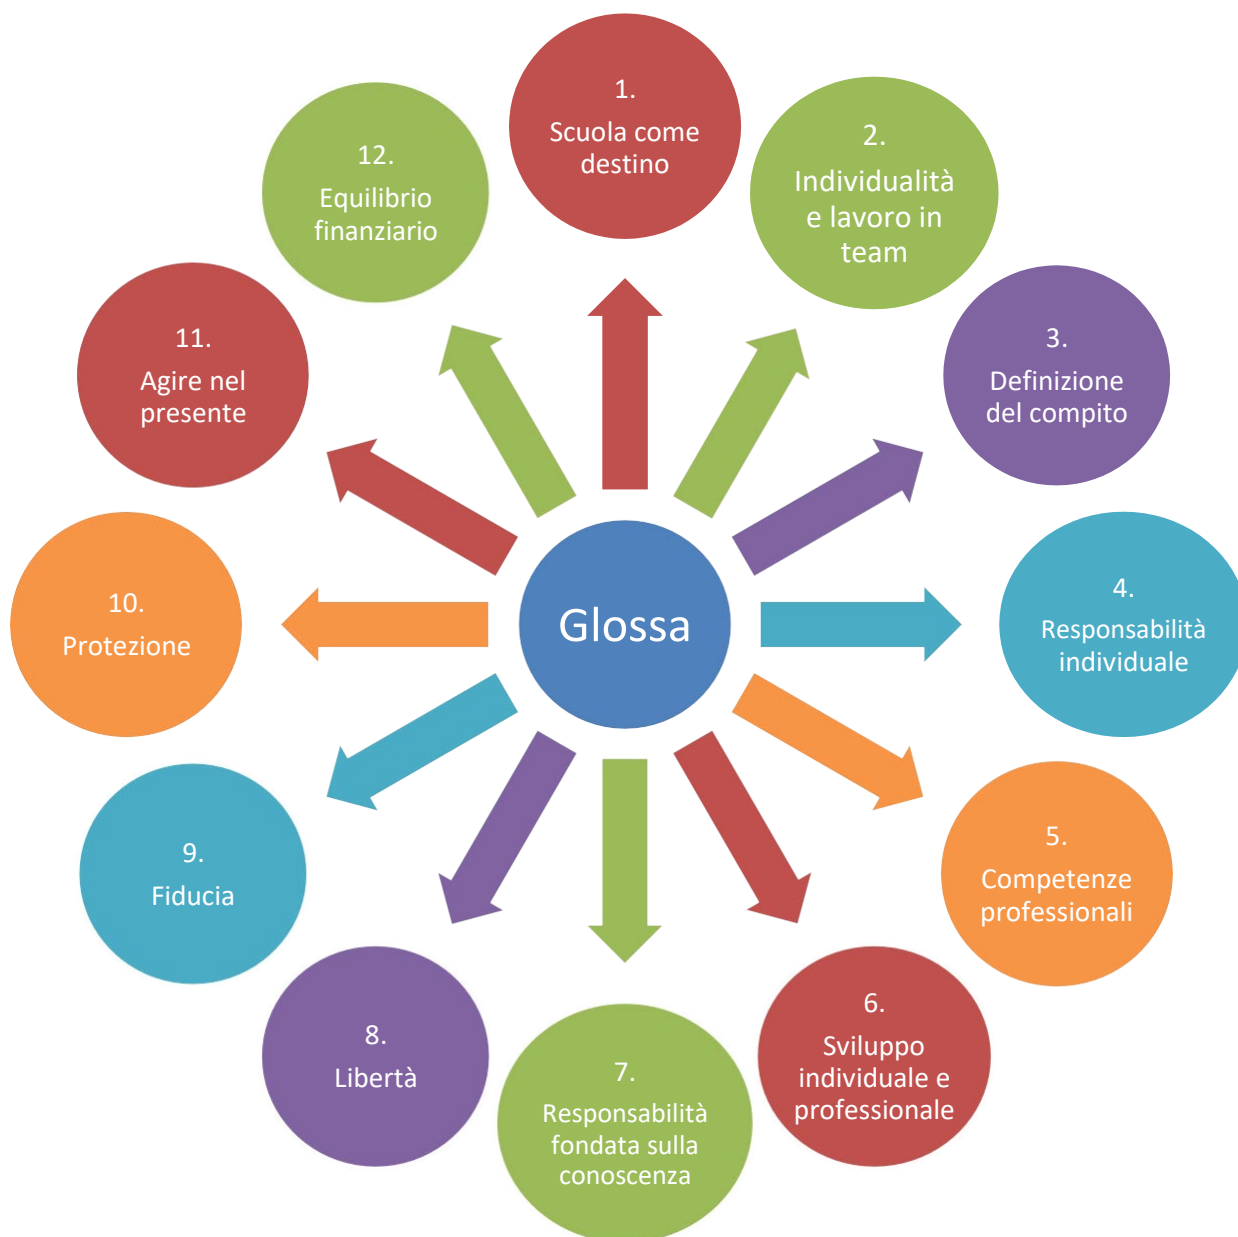 1.
Scuola come
destino
2.
Individualità
e lavoro in
team
3.
Definizione
del compito
4.
Responsabilità
individuale
5.
Competenze
professionali
6.
Sviluppo
individuale e
professionale
7.
Responsabilità
fondata sulla
conoscenza
8.
Libertà
9.
Fiducia
10.
Protezione
11.
Agire nel
presente
12.
Equilibrio
finanziario
Glossa